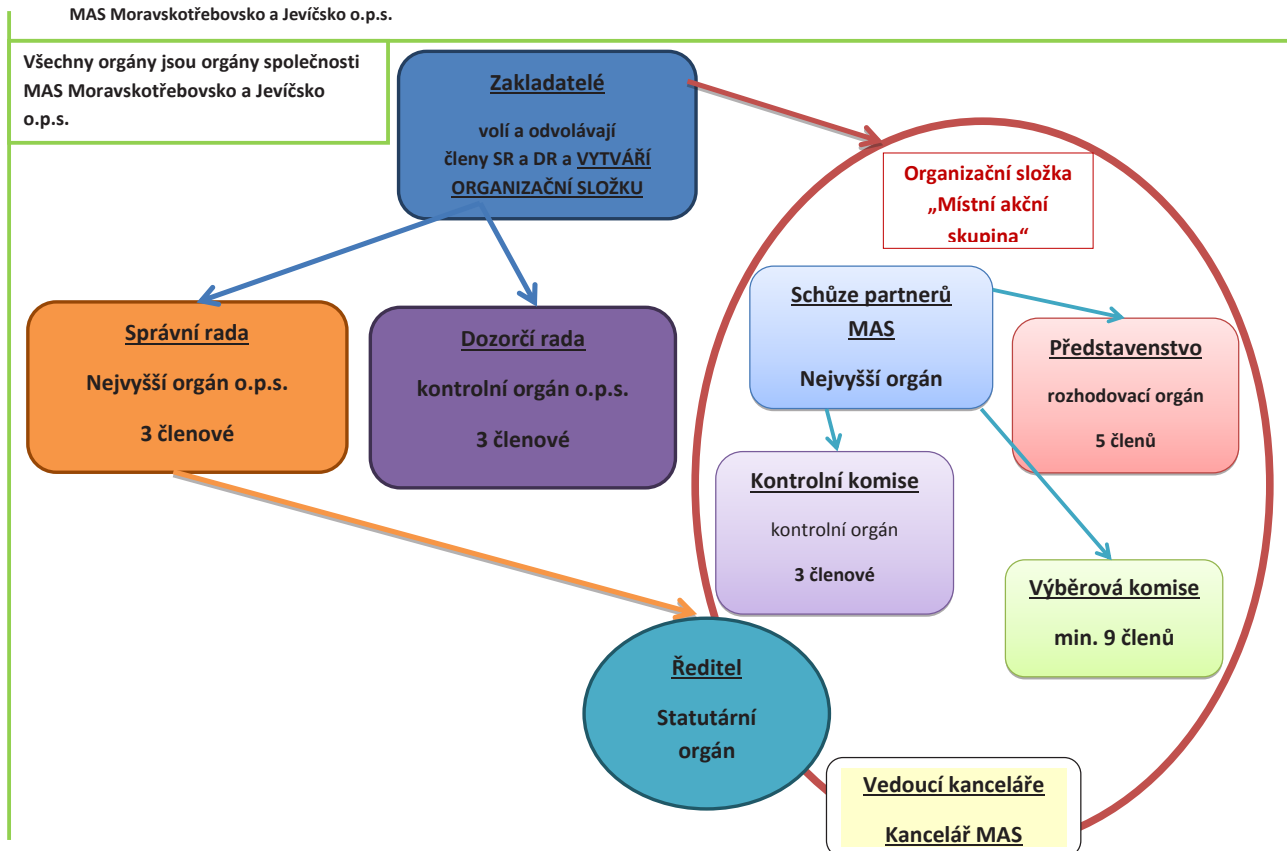 MAS Moravskotřebovsko a Jevíčsko o.p.s.
Všechny orgány jsou orgány společnosti
MAS Moravskotřebovsko a Jevíčsko
o.p.s.
Zakladatelé
volí a odvolávají
členy SR a DR a VYTVÁŘÍ
ORGANIZAČNÍ SLOŽKU
Organizační složka
„Místní akční
skupina“
Správní rada
Nejvyšší orgán o.p.s.
3 členové
Dozorčí rada
kontrolní orgán o.p.s.
3 členové
Schůze partnerů
MAS
Nejvyšší orgán
Představenstvo
rozhodovací orgán
5 členů
Kontrolní komise
kontrolní orgán
3 členové
Výběrová komise
min. 9 členů
Ředitel
Statutární
orgán
Vedoucí kanceláře
Kancelář MAS